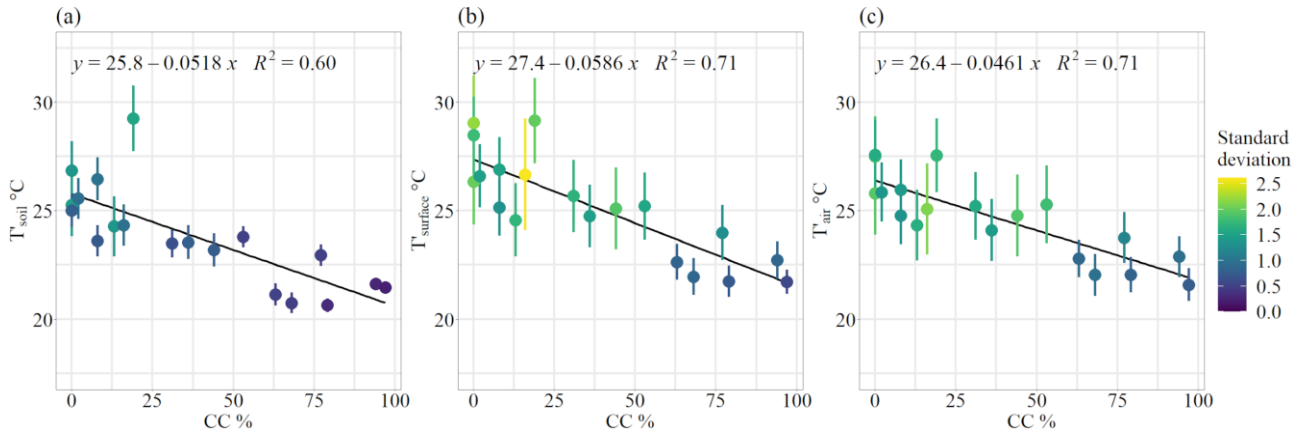 (a)
y = 25.8 – 0.0518 x R² = 0.60
T'soil °C
30
25
20
0 25 50 75 100
CC %
(b)
y = 27.4 – 0.0586 x R² = 0.71
T'surface °C
30
25
20
0 25 50 75 100
CC %
(c)
y = 26.4 – 0.0461 x R² = 0.71
T'air °C
30
25
20
0 25 50 75 100
CC %
Standard
deviation
2.5
2.0
1.5
1.0
0.5
0.0